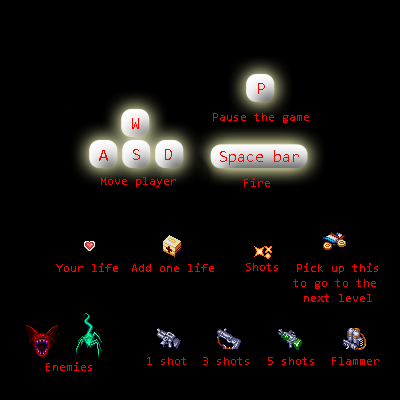 P
Pause the game
W
A S D
Space bar
Move player
Fire
Your life
Add one life
Shots
Pick up this
to go to the
next level
Enemies
1 shot
3 shots
5 shots
Flammer